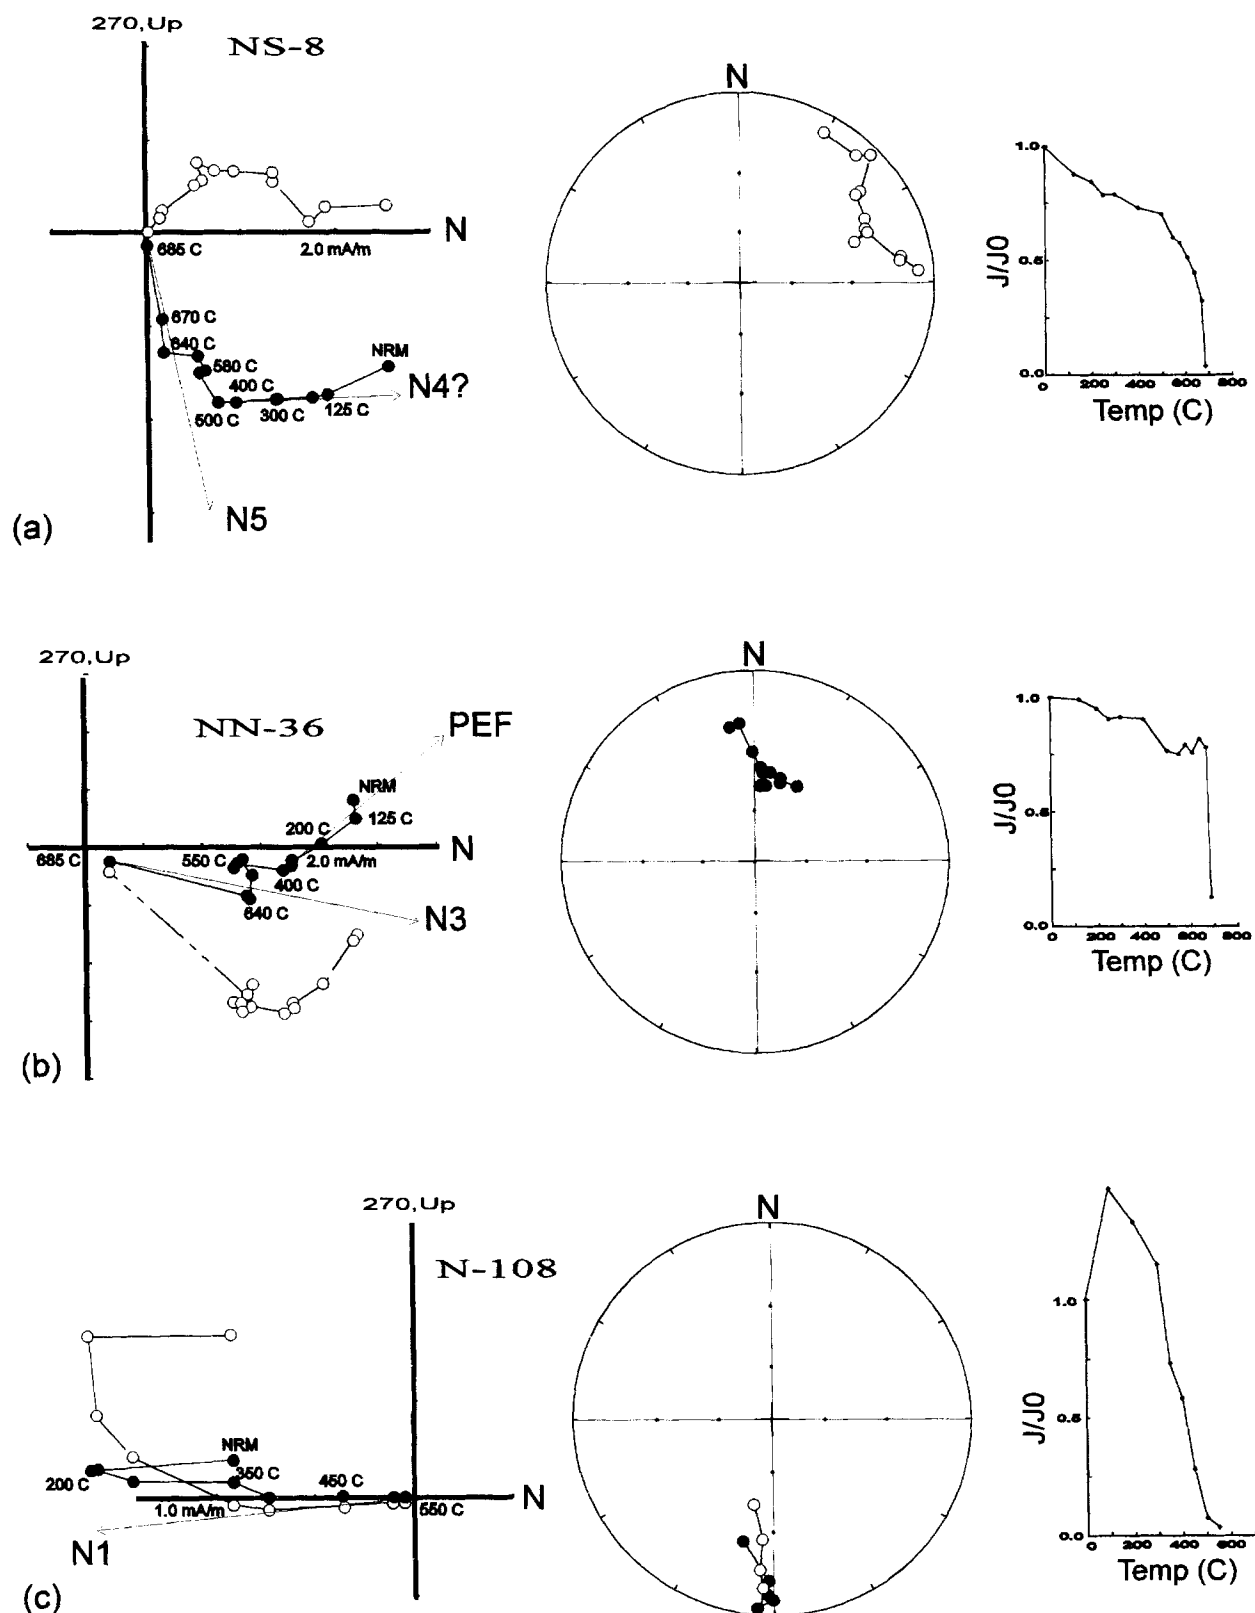 (a)
270,Up
NS-8
N
2.0 mA/m
685 C
670 C
640 C
580 C
500 C
400 C
300 C
125 C
NRM
N4?
N5
N
J/J0
1.0
0.5
0.0
0 200 400 600 800
Temp (C)
(b)
270,Up
NN-36
PEF
NRM
125 C
200 C
N
2.0 mA/m
685 C
550 C
400 C
640 C
N3
N
J/J0
1.0
0.5
0.0
0 200 400 600 800
Temp (C)
(c)
270,Up
N-108
NRM
200 C
350 C
450 C
550 C
1.0 mA/m
N
N1
N
J/J0
1.0
0.5
0.0
0 200 400 600
Temp (C)